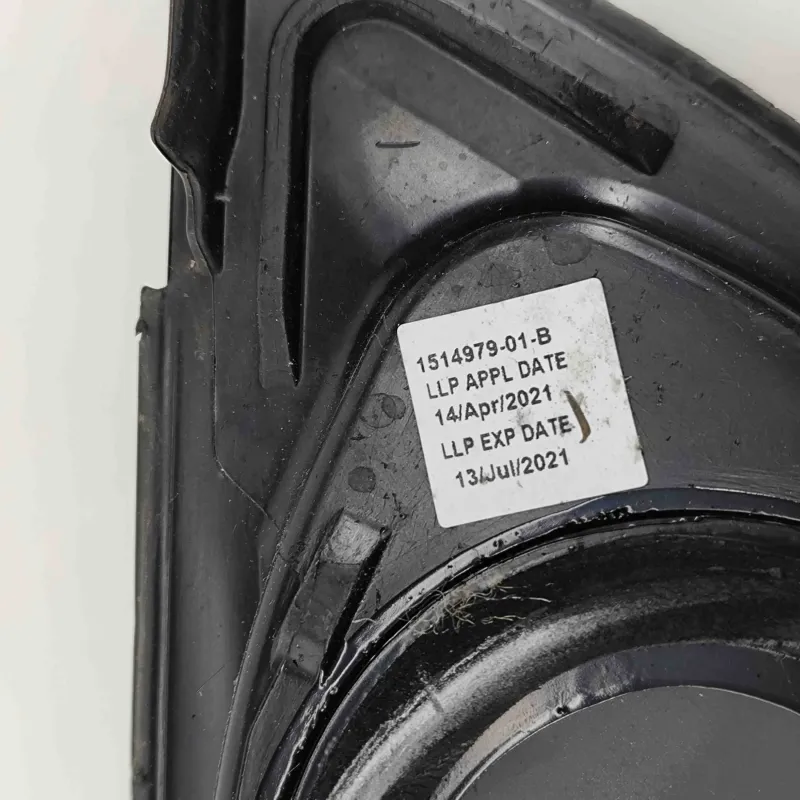 1514979-01-B
LLP APPL DATE
14/Apr/2021
LLP EXP DATE
13/Jul/2021